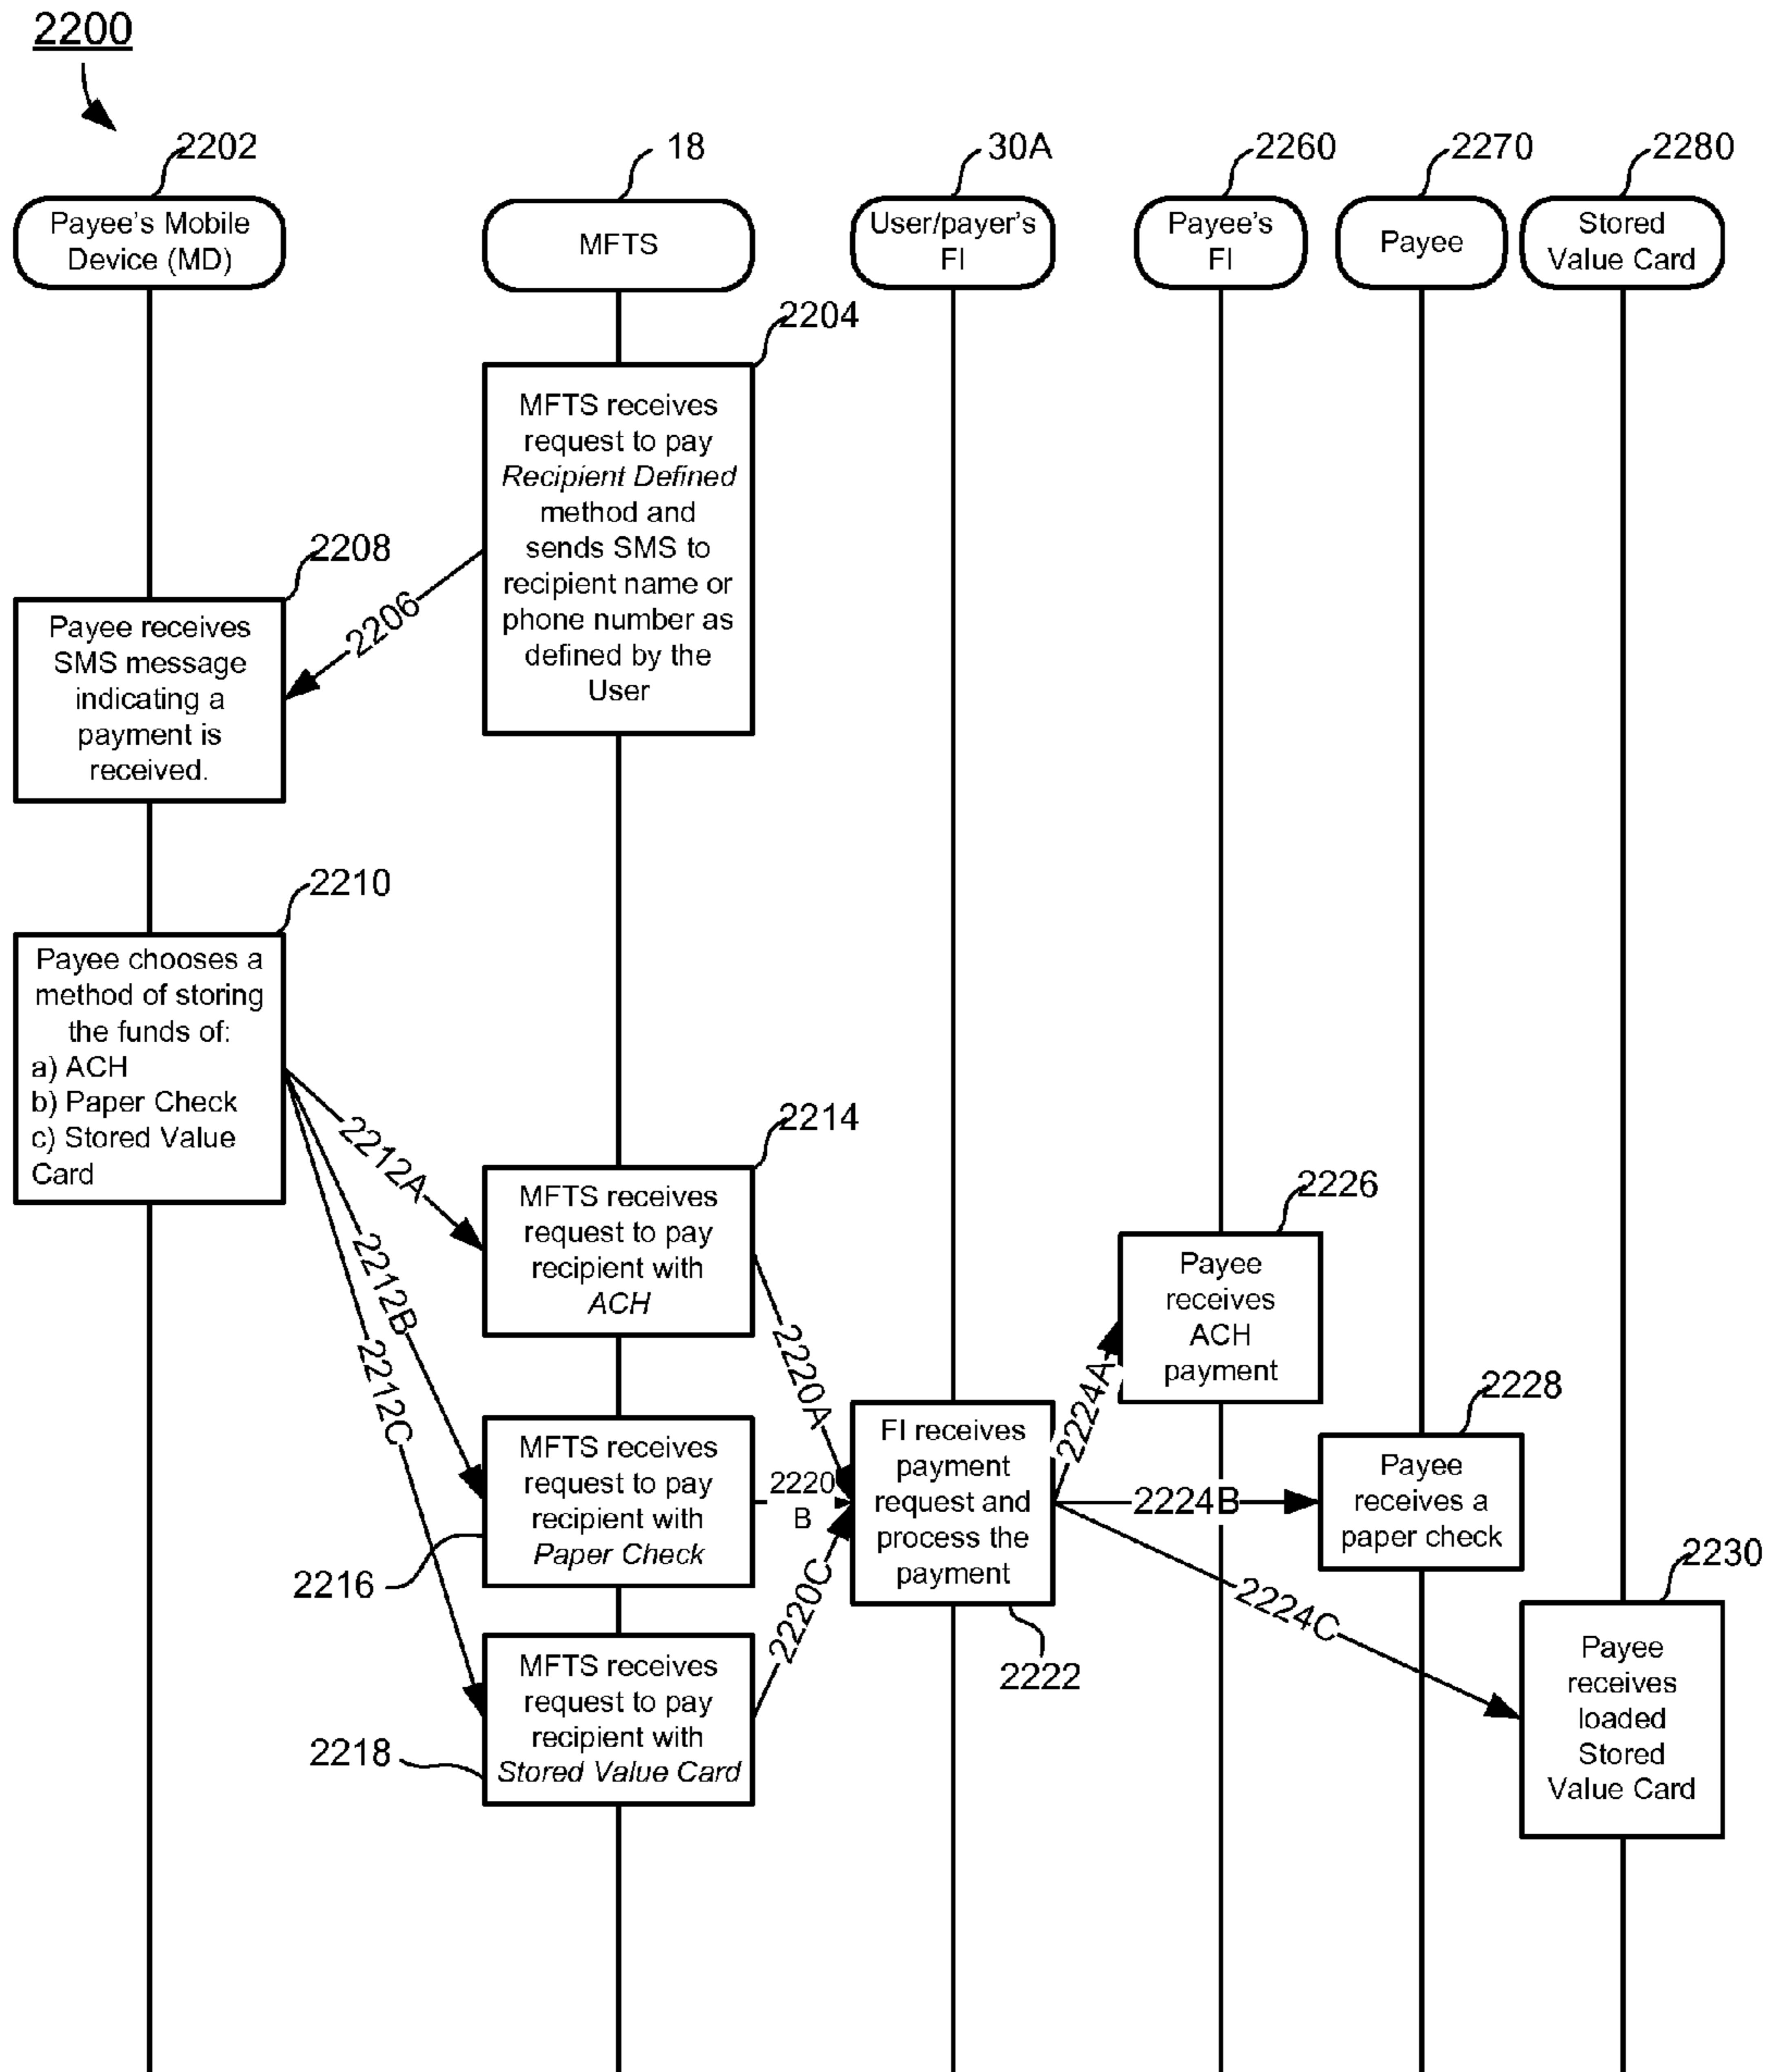 2200
2202
18
30A
2260
2270
2280
Payee's Mobile
Device (MD)
MFTS
User/payer's
FI
Payee's
FI
Payee
Stored
Value Card
2204
MFTS receives
request to pay
Recipient Defined
method and
sends SMS to
recipient name or
phone number as
defined by the
User
2206
2208
Payee receives
SMS message
indicating a
payment is
received.
2210
Payee chooses a
method of storing
the funds of:
a) ACH
b) Paper Check
c) Stored Value
Card
2212A
2212B
2212C
2214
MFTS receives
request to pay
recipient with
ACH
MFTS receives
request to pay
recipient with
Paper Check
2216
MFTS receives
request to pay
recipient with
Stored Value Card
2218
2220A
2220
B
2220C
FI receives
payment
request and
process the
payment
2222
2224A
2224B
2224C
2226
Payee
receives
ACH
payment
2228
Payee
receives a
paper check
2230
Payee
receives
loaded
Stored
Value Card